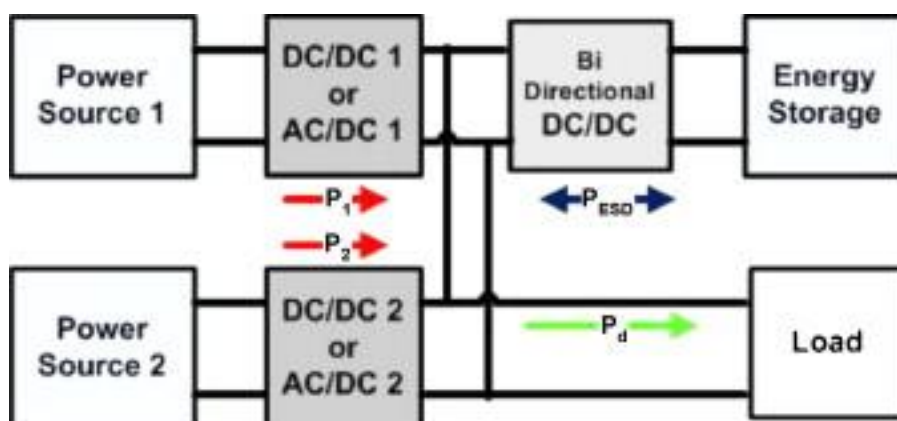 Power
Source 1
DC/DC 1
or
AC/DC 1
Bi
Directional
DC/DC
Energy
Storage
P1
PESD
P2
Power
Source 2
DC/DC 2
or
AC/DC 2
Pd
Load